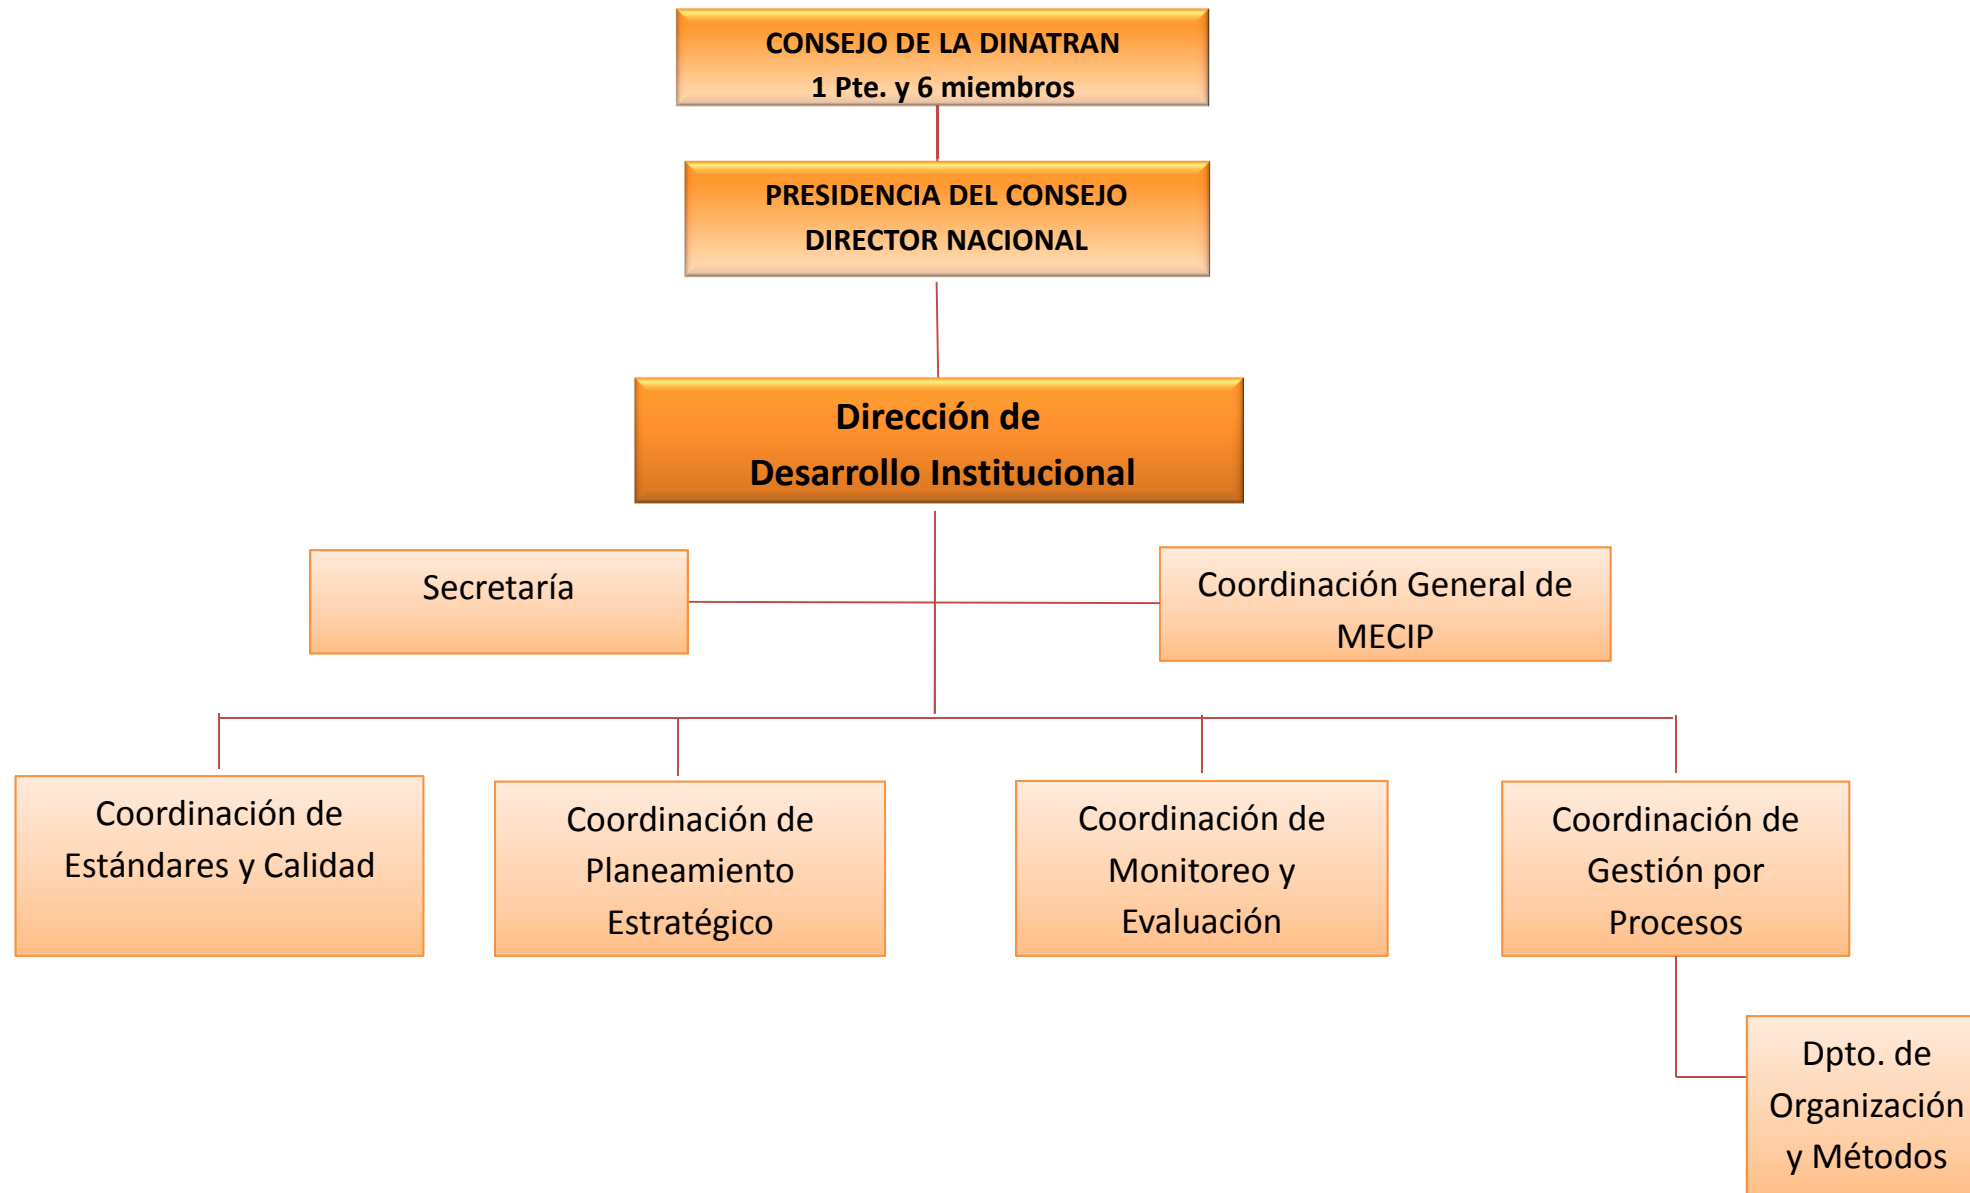 CONSEJO DE LA DINATRAN
1 Pte. y 6 miembros
PRESIDENCIA DEL CONSEJO
DIRECTOR NACIONAL
Dirección de
Desarrollo Institucional
Secretaría
Coordinación General de
MECIP
Coordinación de
Estándares y Calidad
Coordinación de
Planeamiento
Estratégico
Coordinación de
Monitoreo y
Evaluación
Coordinación de
Gestión por
Procesos
Dpto. de
Organización
y Métodos